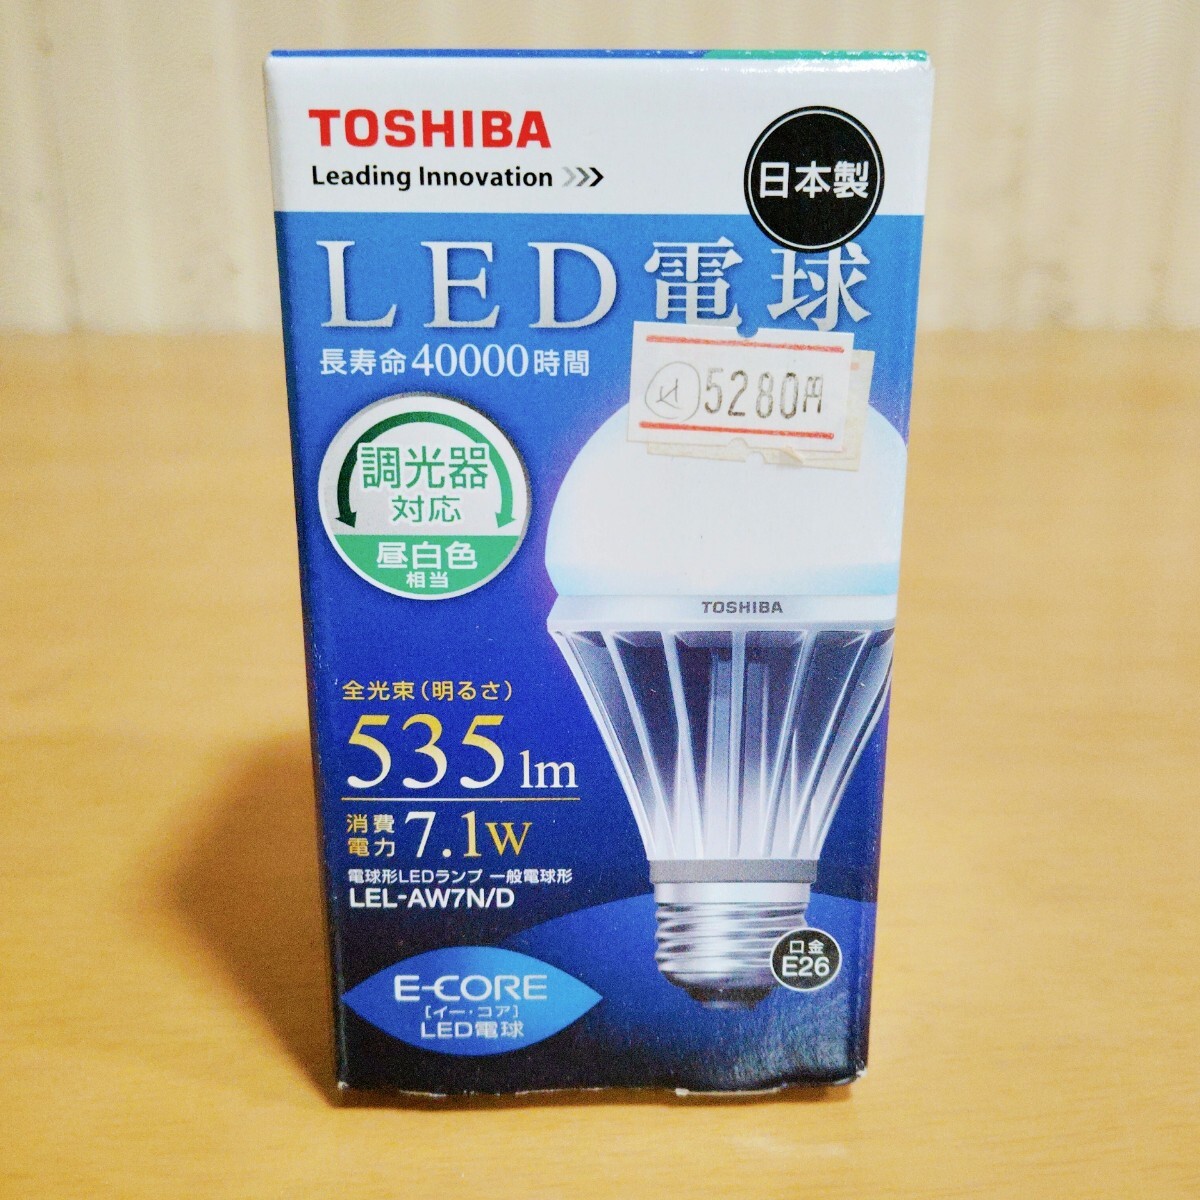 TOSHIBA
Leading Innovation >>>
日本製
LED電球
長寿命40000時間
5280円
調光器
対応
昼白色
相当
TOSHIBA
全光束(明るさ)
535lm
消費
電力 7.1W
電球形LEDランプ 一般電球形
LEL-AW7N/D
口金
E26
E-CORE
[イー・コア]
LED電球